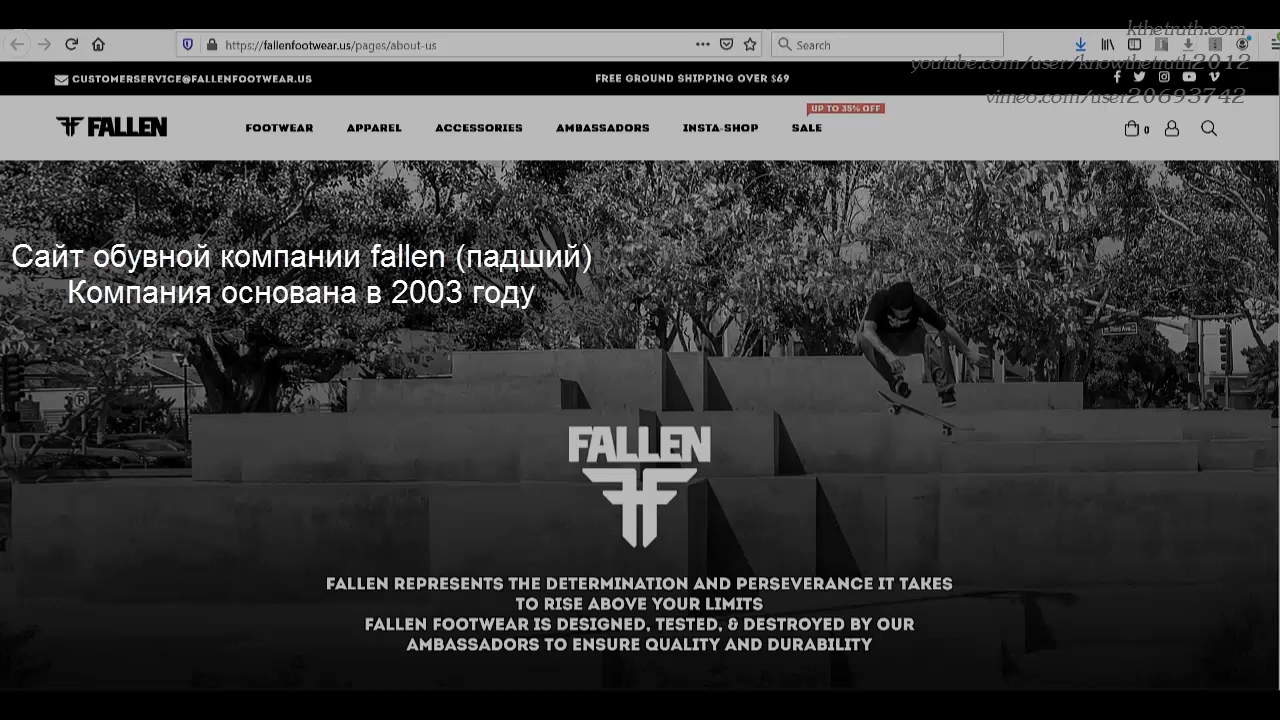 kthetruth.com
https://fallenfootwear.us/pages/about-us
Search
youtube.com/user/knowthetruth2012
CUSTOMERSERVICE@FALLENFOOTWEAR.US
FREE GROUND SHIPPING OVER $69
vimeo.com/user20693742
UP TO 35% OFF
FALLEN
FOOTWEAR
APPAREL
ACCESSORIES
AMBASSADORS
INSTA-SHOP
SALE
0
Сайт обувной компании fallen (падший)
Компания основана в 2003 году
FALLEN
FALLEN REPRESENTS THE DETERMINATION AND PERSEVERANCE IT TAKES
TO RISE ABOVE YOUR LIMITS
FALLEN FOOTWEAR IS DESIGNED, TESTED, & DESTROYED BY OUR
AMBASSADORS TO ENSURE QUALITY AND DURABILITY